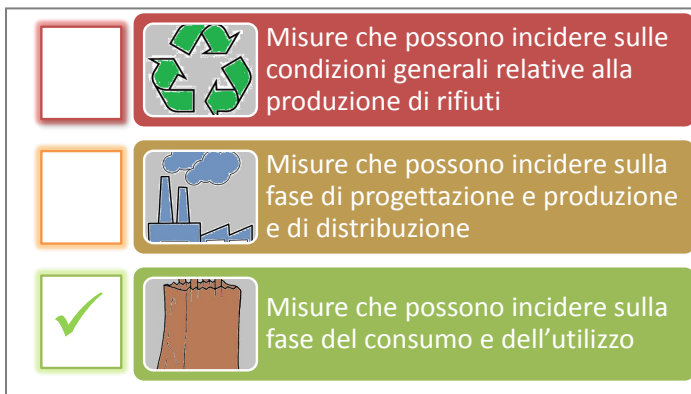 Misure che possono incidere sulle
condizioni generali relative alla
produzione di rifiuti
Misure che possono incidere sulla
fase di progettazione e produzione
e di distribuzione
Misure che possono incidere sulla
fase del consumo e dell’utilizzo